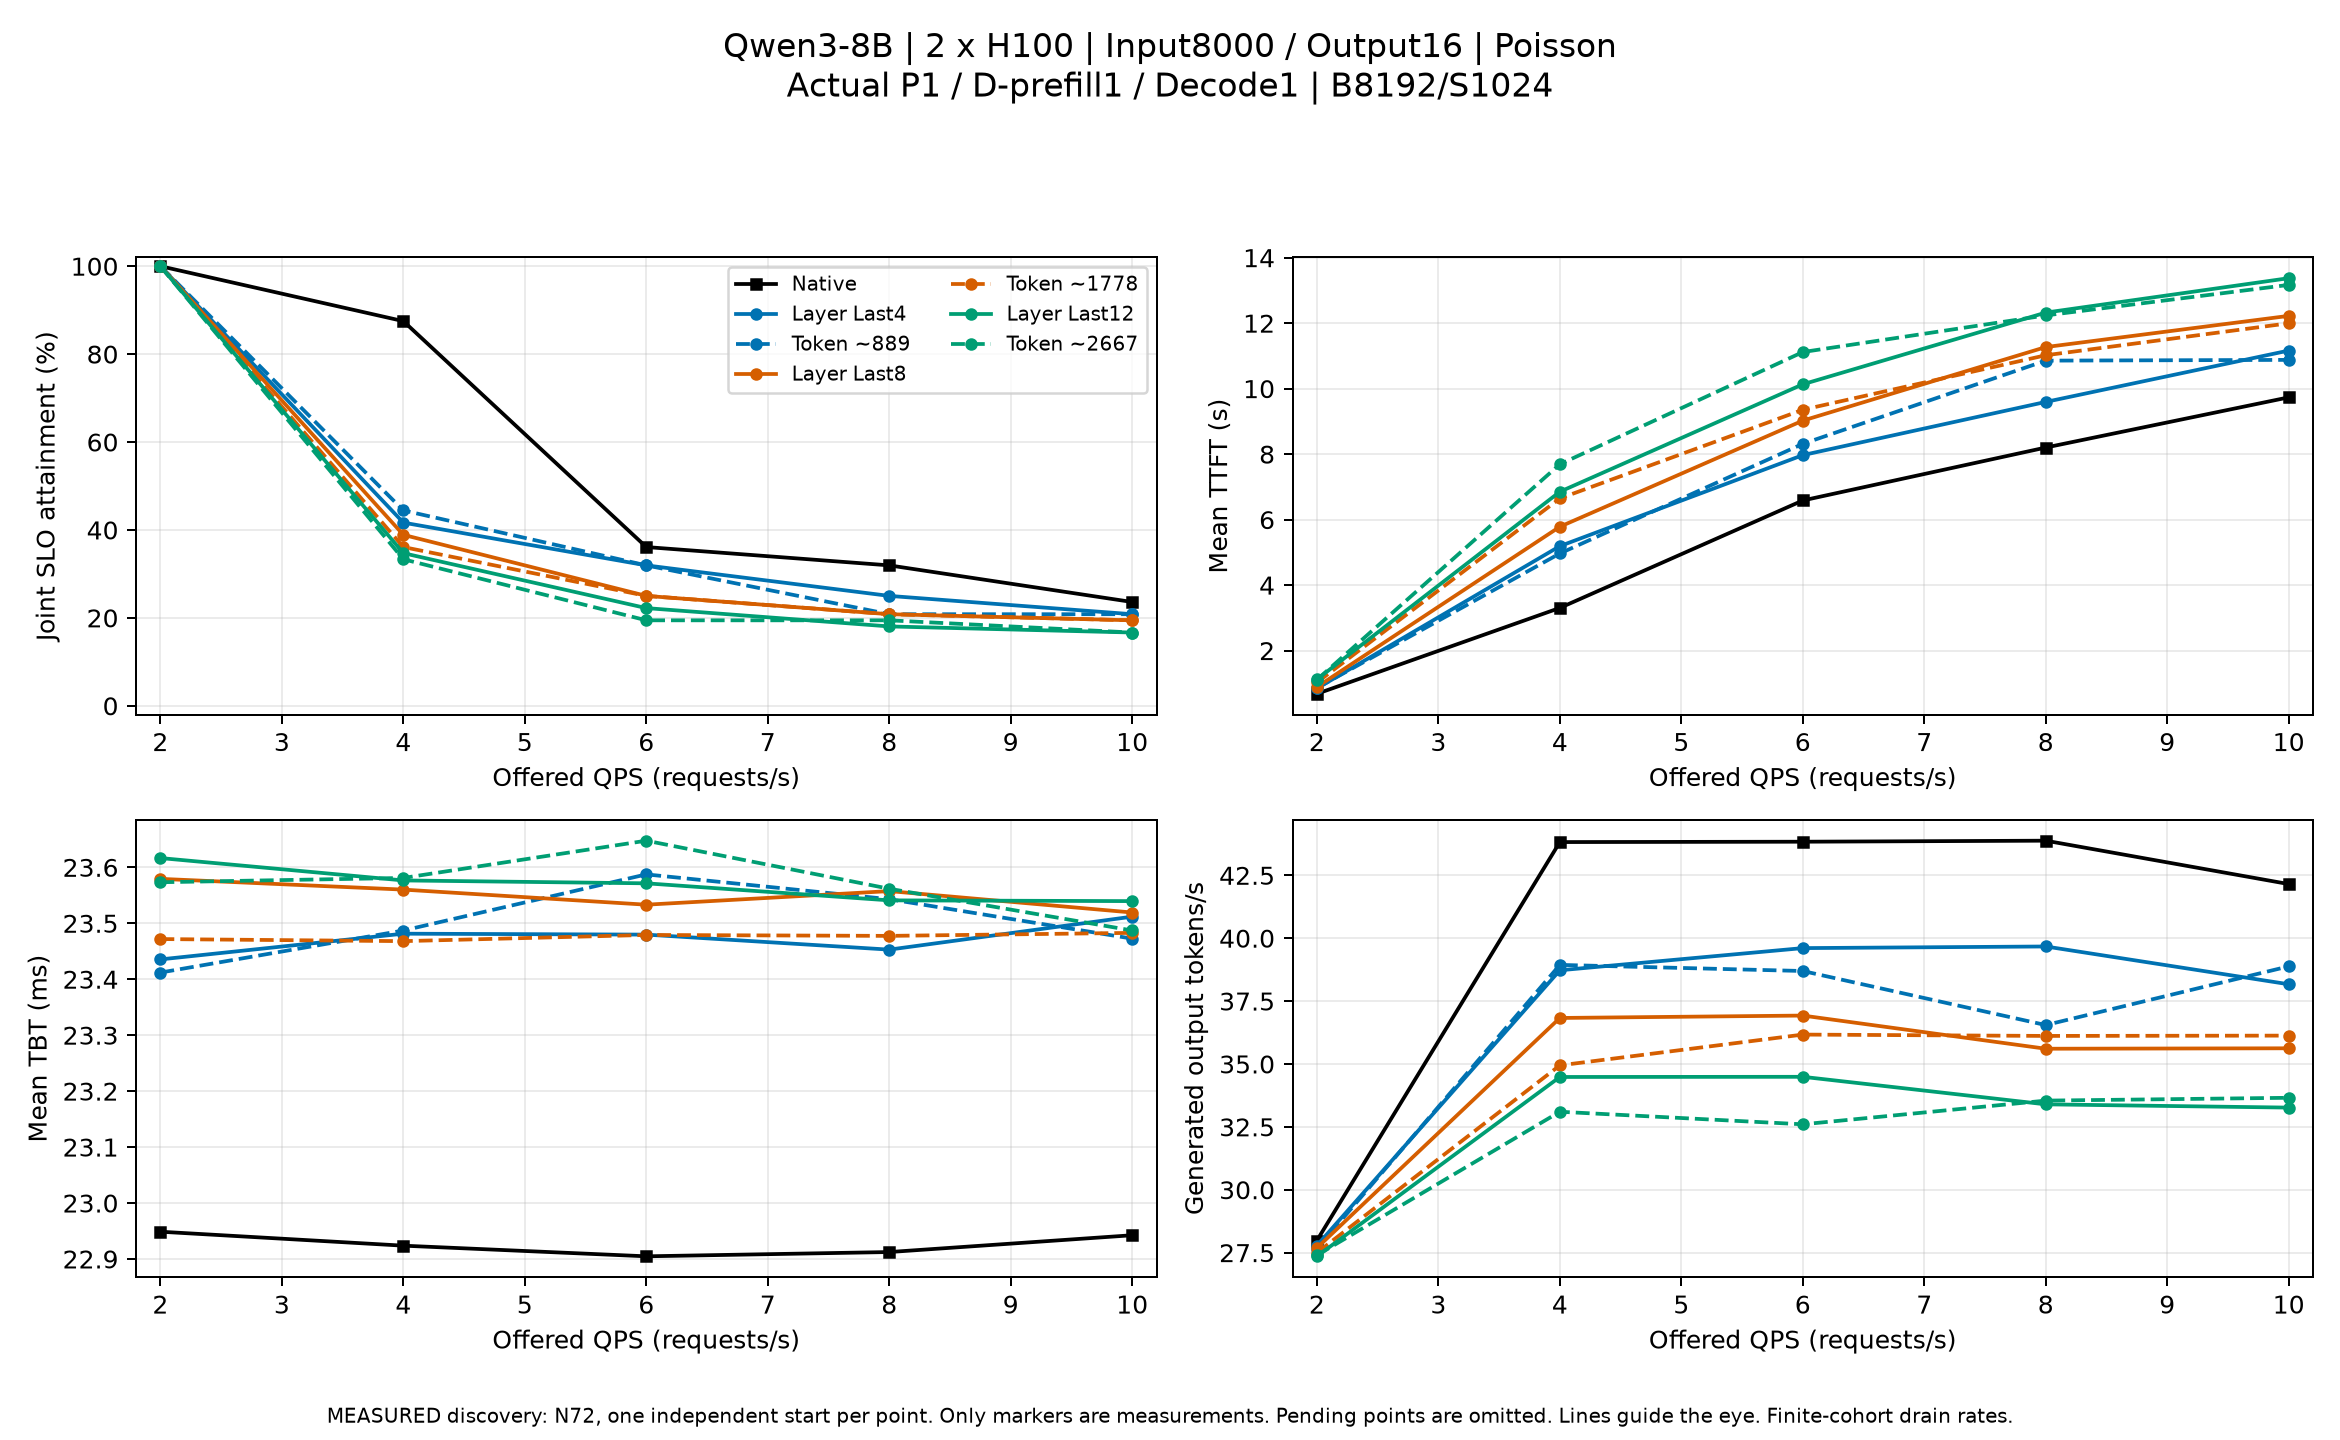 Qwen3-8B | 2 x H100 | Input8000 / Output16 | Poisson
Actual P1 / D-prefill1 / Decode1 | B8192/S1024
Joint St SLO attainment (%)
100
80
60
40
20
0
Native
Layer Last4
Token ~889
Layer Last8
Token ~1778
Layer Last12
Token ~2667
2 3 4 5 6 7 8 9 10
Offered QPS (requests/s)
Mean TTFT (s)
14
12
10
8
6
4
2
2 3 4 5 6 7 8 9 10
Offered QPS (requests/s)
Mean TBT (ms)
23.6
23.5
23.4
23.3
23.2
23.1
23.0
22.9
2 3 4 5 6 7 8 9 10
Offered QPS (requests/s)
Generated output tokens/s
42.5
40.0
37.5
35.0
32.5
30.0
27.5
2 3 4 5 6 7 8 9 10
Offered QPS (requests/s)
MEASURED discovery: N72, one independent start per point. Only markers are measurements. Pending points are omitted. Lines guide the eye. Finite-cohort drain rates.